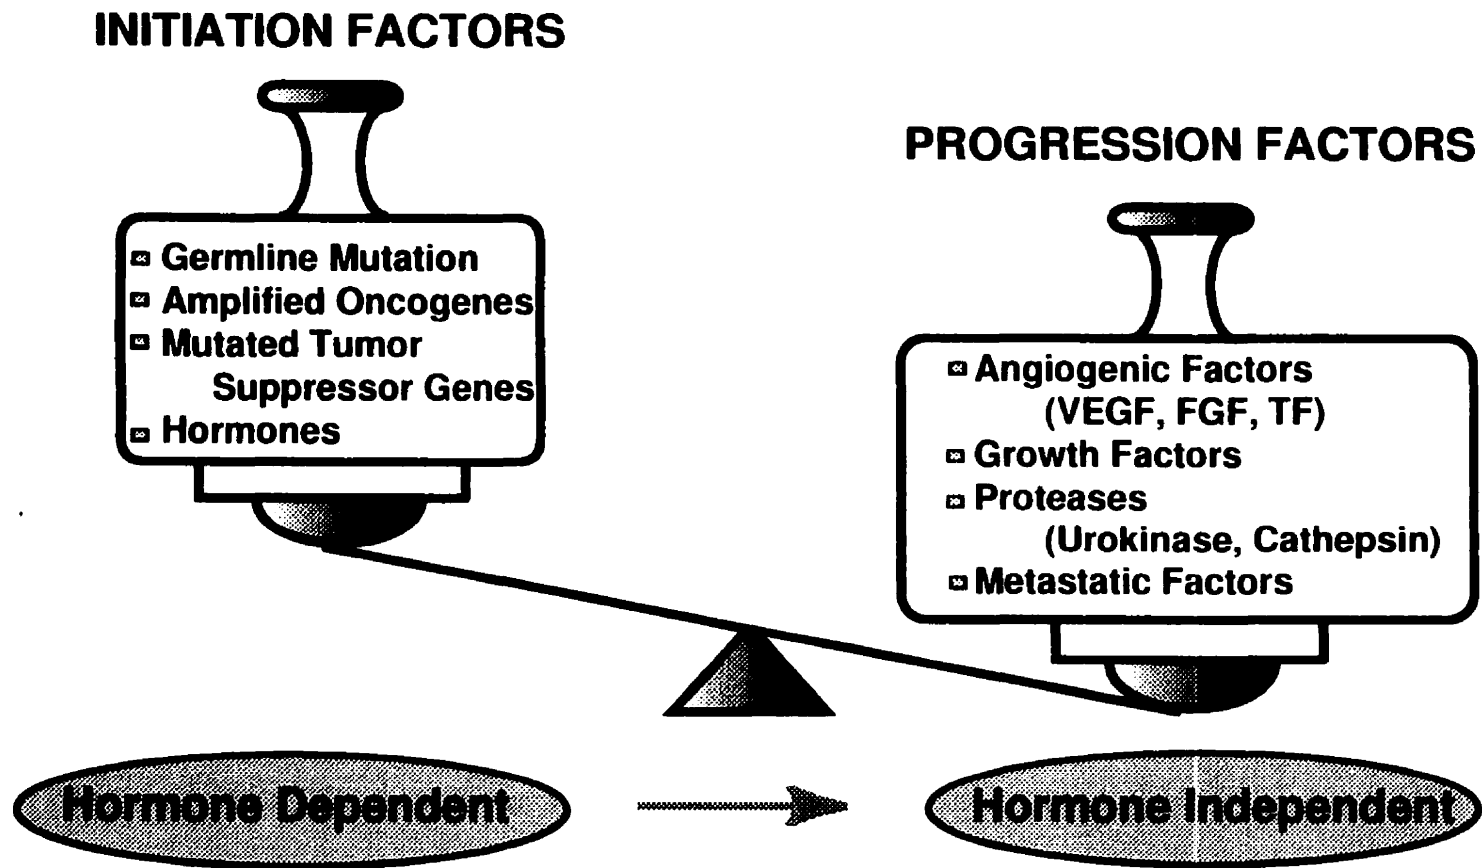 INITIATION FACTORS
Germline Mutation
Amplified Oncogenes
Mutated Tumor
Suppressor Genes
Hormones
PROGRESSION FACTORS
Angiogenic Factors
(VEGF, FGF, TF)
Growth Factors
Proteases
(Urokinase, Cathepsin)
Metastatic Factors
Hormone Dependent
Hormone Independent